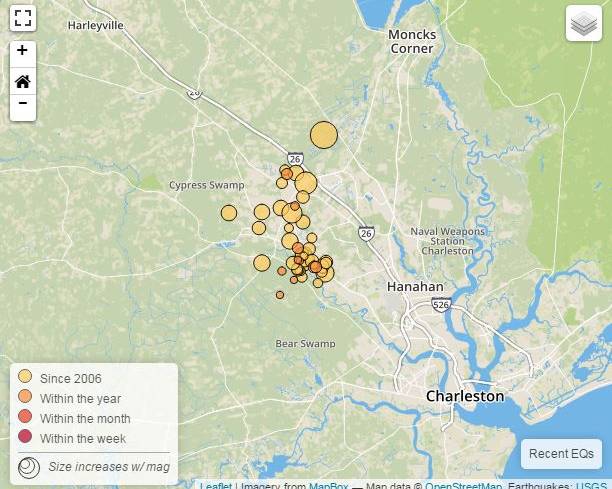 Harleyville
Moncks
Corner
+
−
26
26
Cypress Swamp
26
Naval Weapons
Station
Charleston
Hanahan
526
Bear Swamp
Charleston
Since 2006
Within the year
Within the month
Within the week
Size increases w/ mag
Recent EQs
Leaflet | Imagery from MapBox — Map data © OpenStreetMap, Earthquakes: USGS